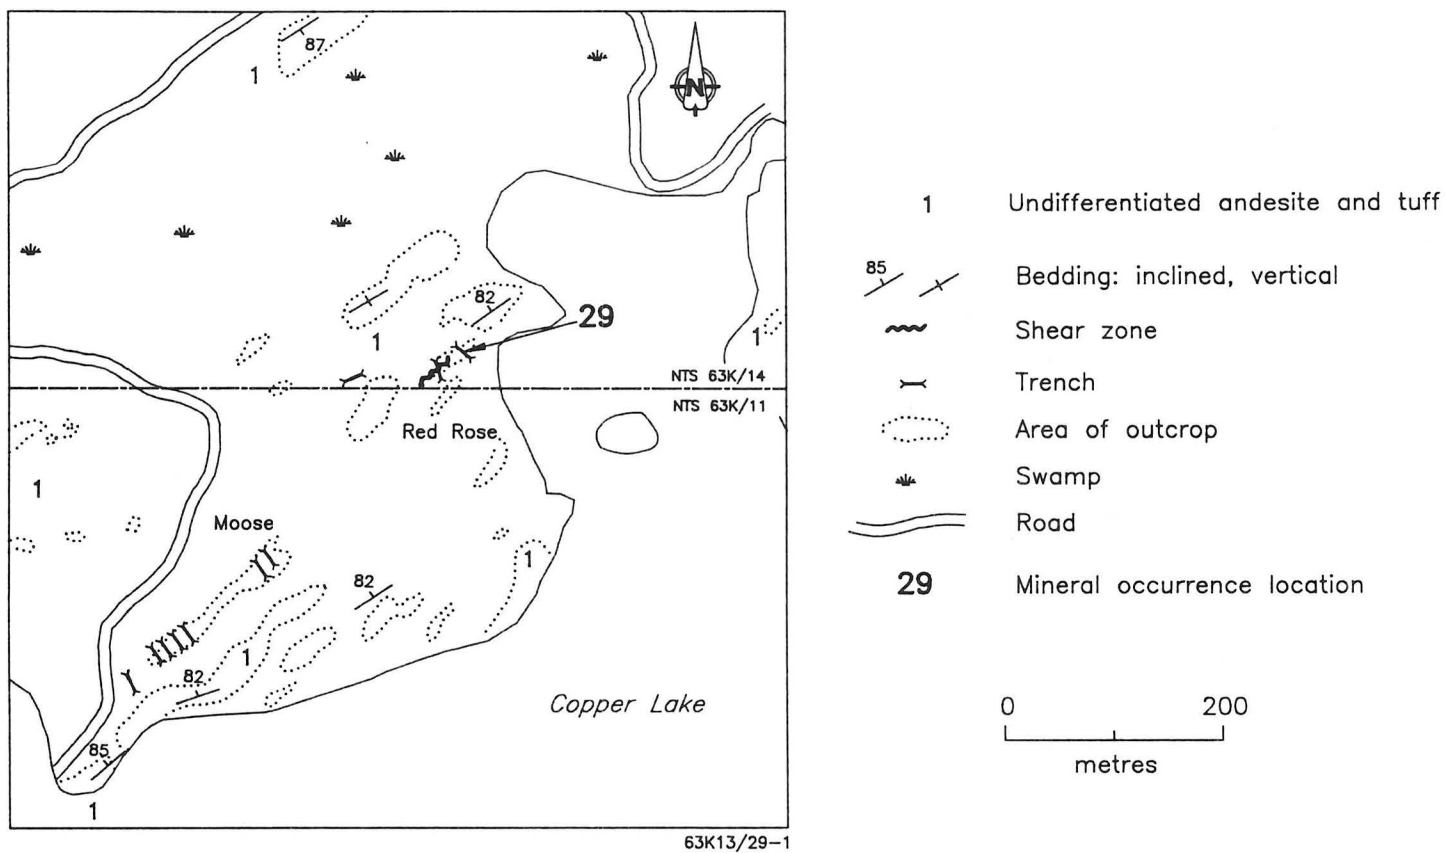 87
1
N
1 Undifferentiated andesite and tuff
85 Bedding: inclined, vertical
82
29
Shear zone
1
1
NTS 63K/14
Trench
NTS 63K/11
Red Rose
Area of outcrop
1
Swamp
Moose
Road
1
82
29 Mineral occurrence location
1
82
Copper Lake
0 200
metres
85
1
63K13/29-1